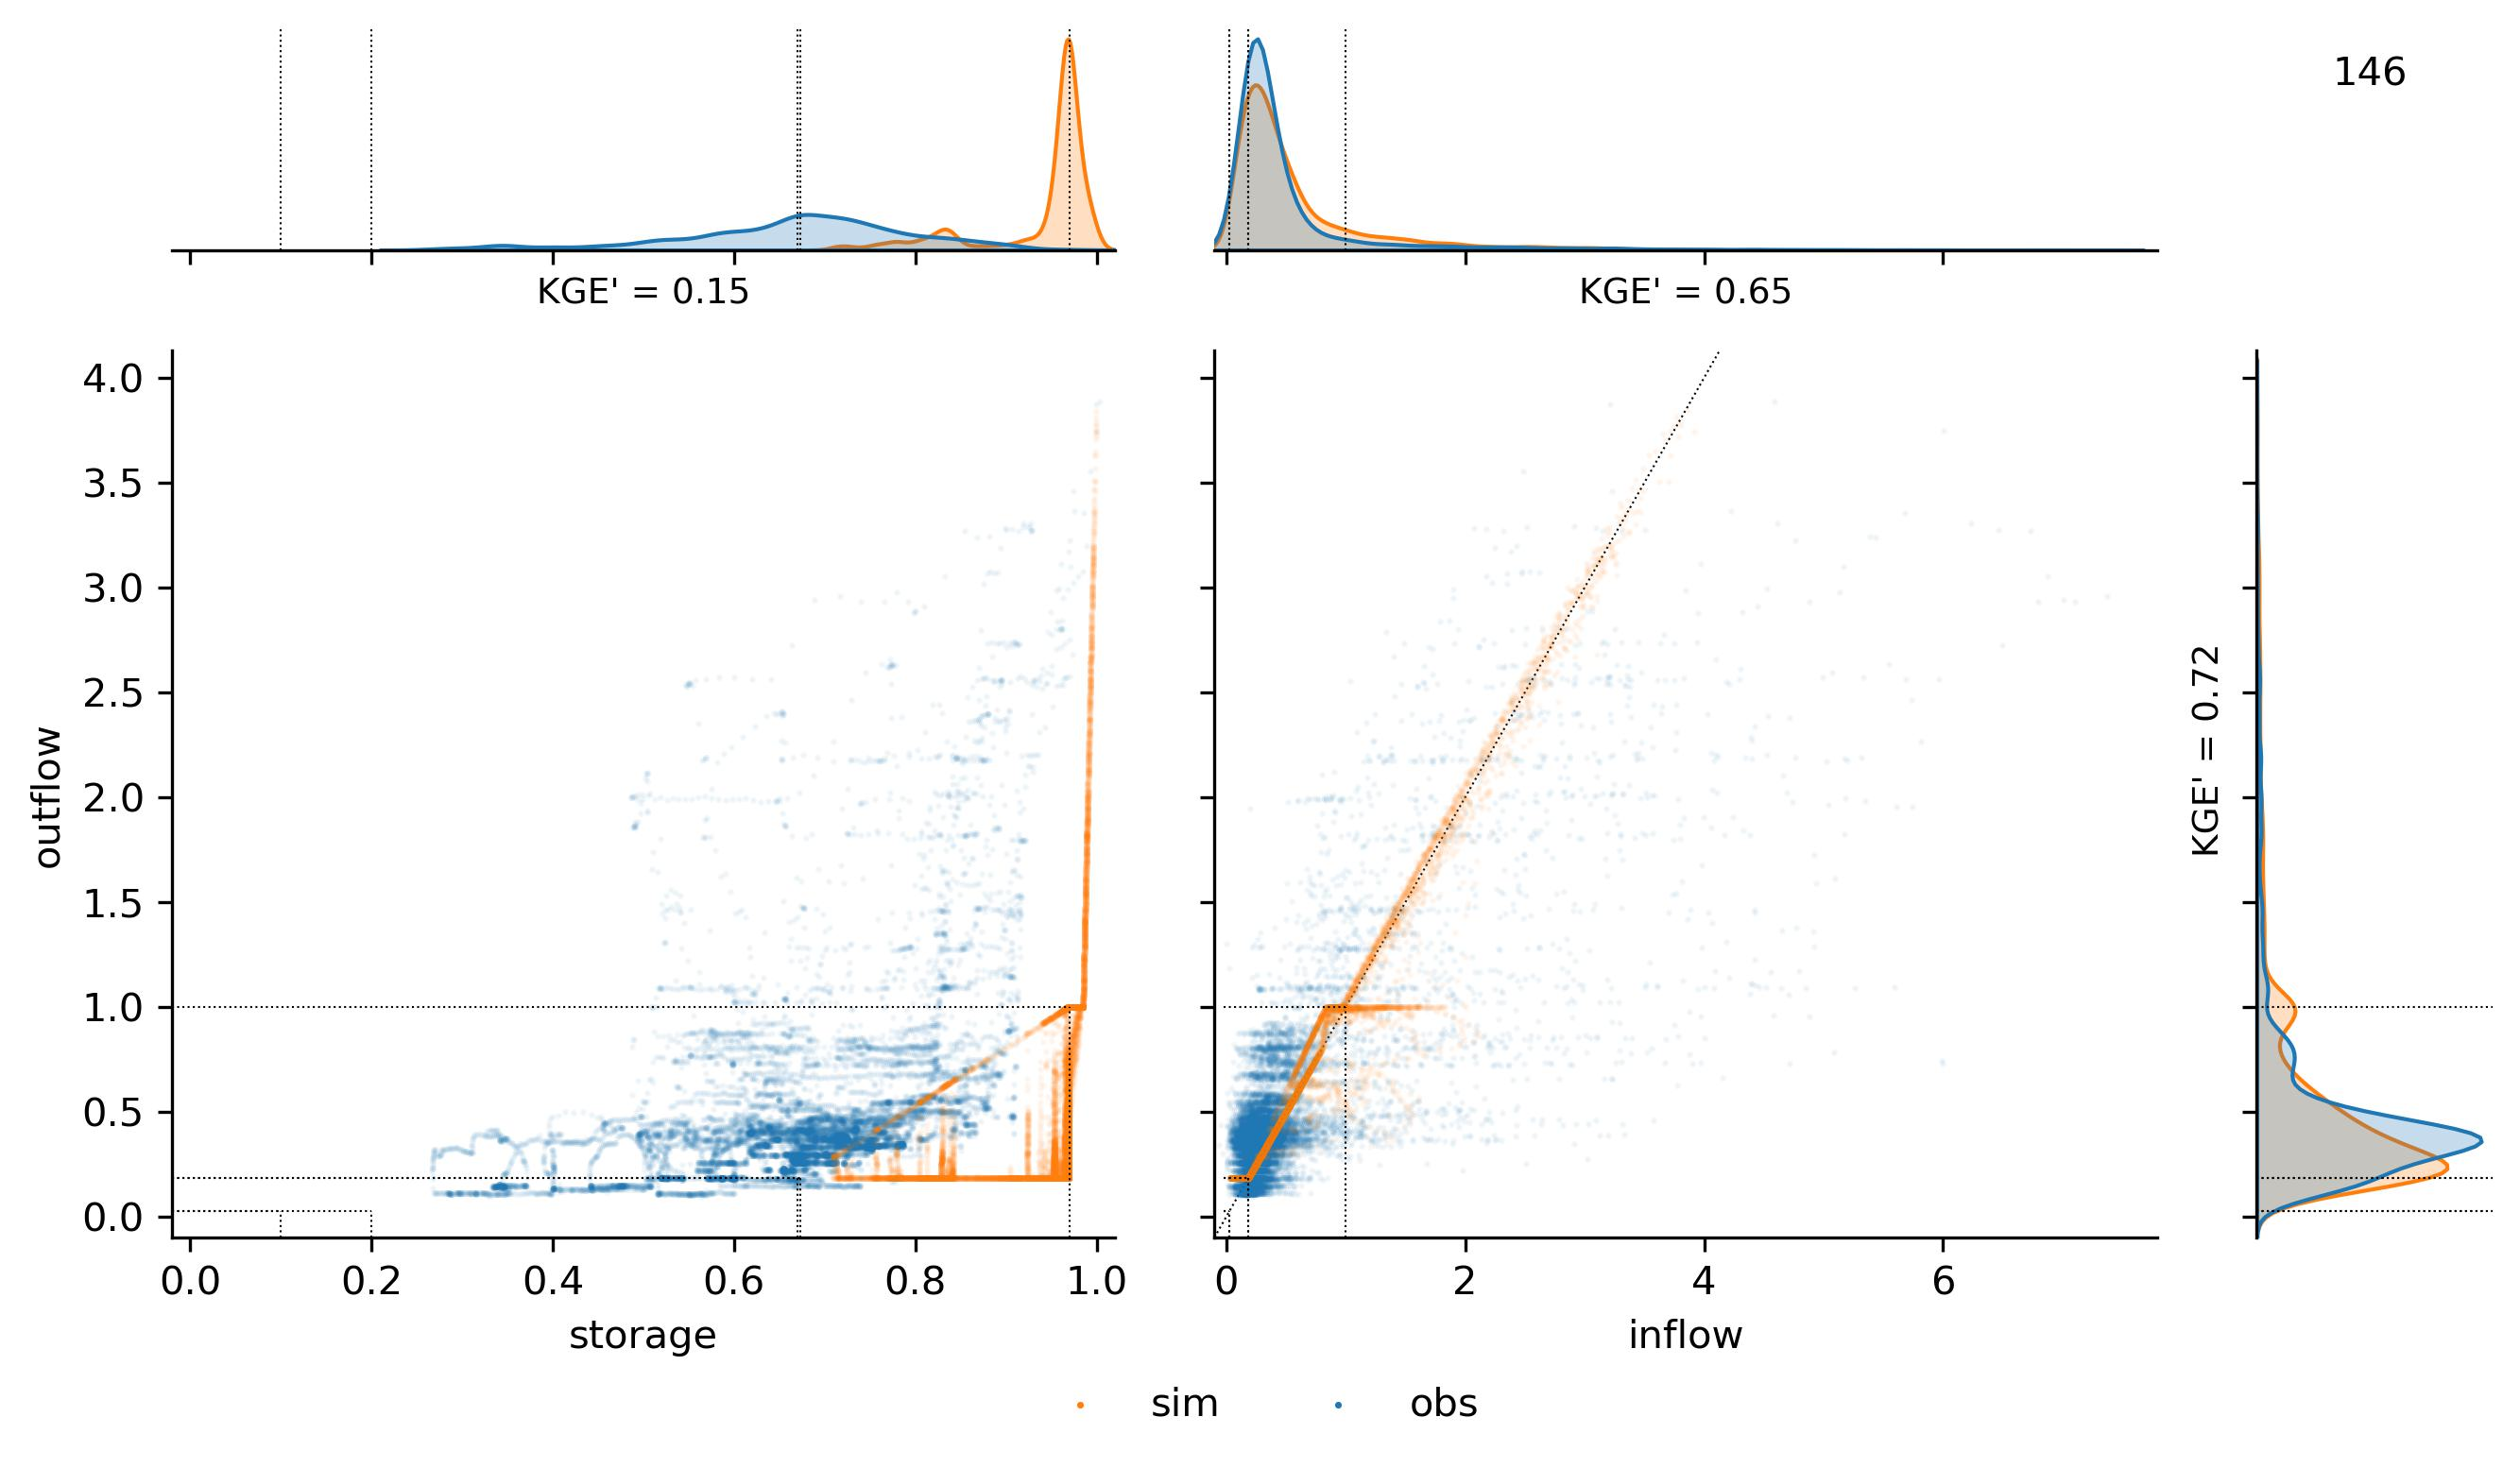 146
KGE' = 0.15
KGE' = 0.65
4.0
3.5
3.0
2.5
2.0
1.5
1.0
0.5
0.0
outflow
KGE' = 0.72
0.0 0.2 0.4 0.6 0.8 1.0
0 2 4 6
storage
inflow
sim obs